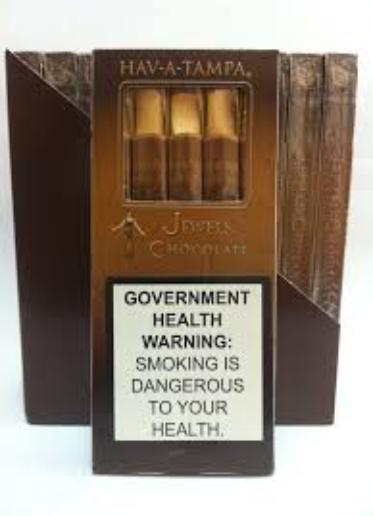 HAV-A-TAMPA®
JEWELS
CHOCOLATE
GOVERNMENT
HEALTH
WARNING:
SMOKING IS
DANGEROUS
TO YOUR
HEALTH.